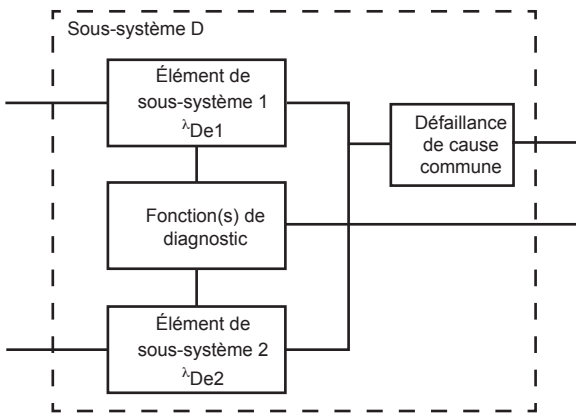 Sous-système D
Élément de
sous-système 1
λDe1
Défaillance
de cause
commune
Fonction(s) de
diagnostic
Élément de
sous-système 2
λDe2